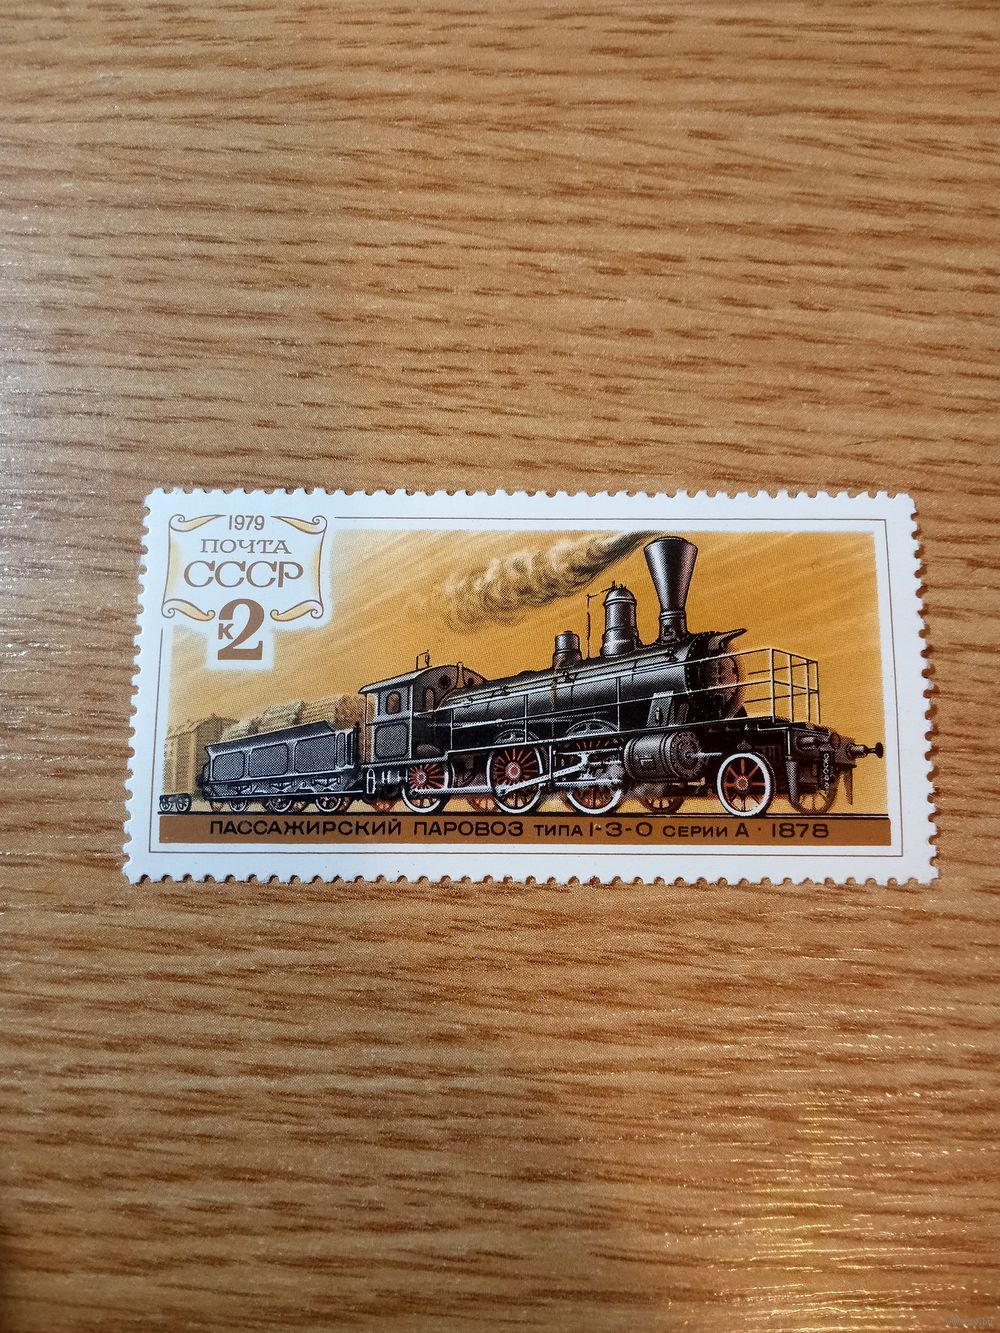 1979
ПОЧТА
СССР
к2
ПАССАЖИРСКИЙ ПАРОВОЗ ТИПА 1-3-0 СЕРИИ А · 1878